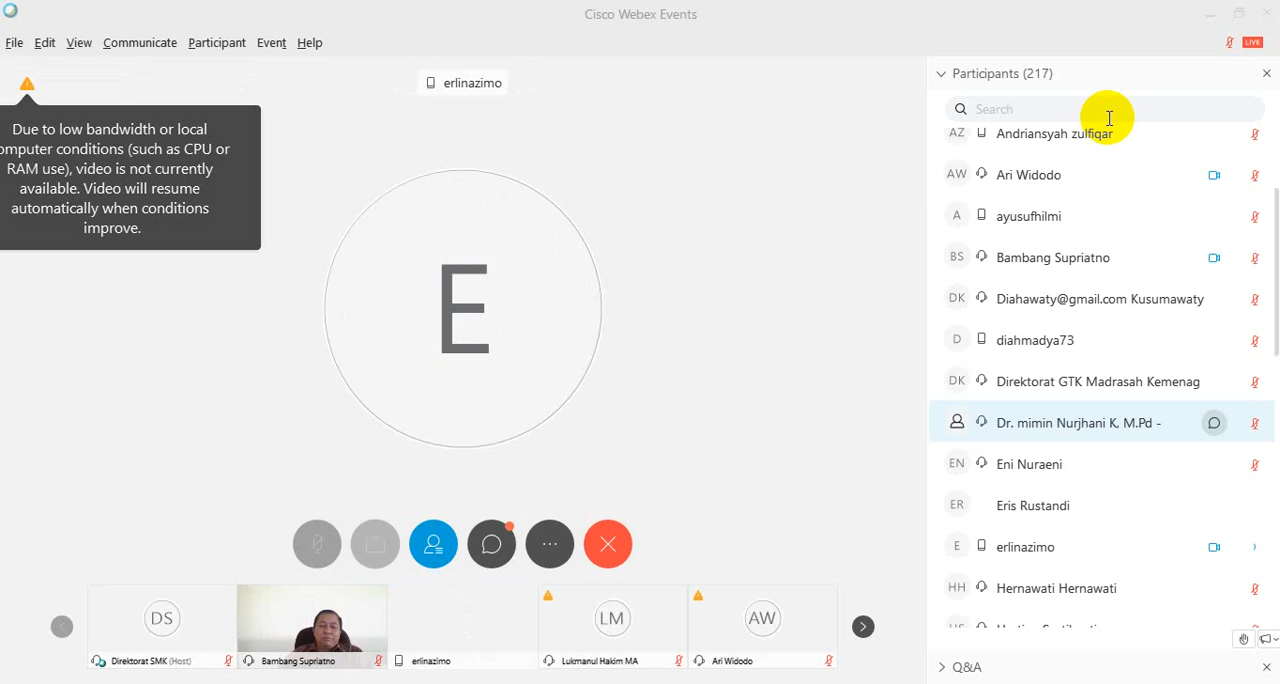 Cisco Webex Events
File Edit View Communicate Participant Event Help
LIVE
erlinazimo
Due to low bandwidth or local
omputer conditions (such as CPU or
RAM use), video is not currently
available. Video will resume
automatically when conditions
improve.
E
DS
Direktorat SMK (Host)
Bambang Supriatno
erlinazimo
LM
Lukmanul Hakim MA
AW
Ari Widodo
Participants (217)
Search
AZ Andriansyah zulfiqar
AW Ari Widodo
A ayusufhilmi
BS Bambang Supriatno
DK Diahawaty@gmail.com Kusumawaty
D diahmadya73
DK Direktorat GTK Madrasah Kemenag
Dr. mimin Nurjhani K, M.Pd -
EN Eni Nuraeni
ER Eris Rustandi
E erlinazimo
HH Hernawati Hernawati
Q&A